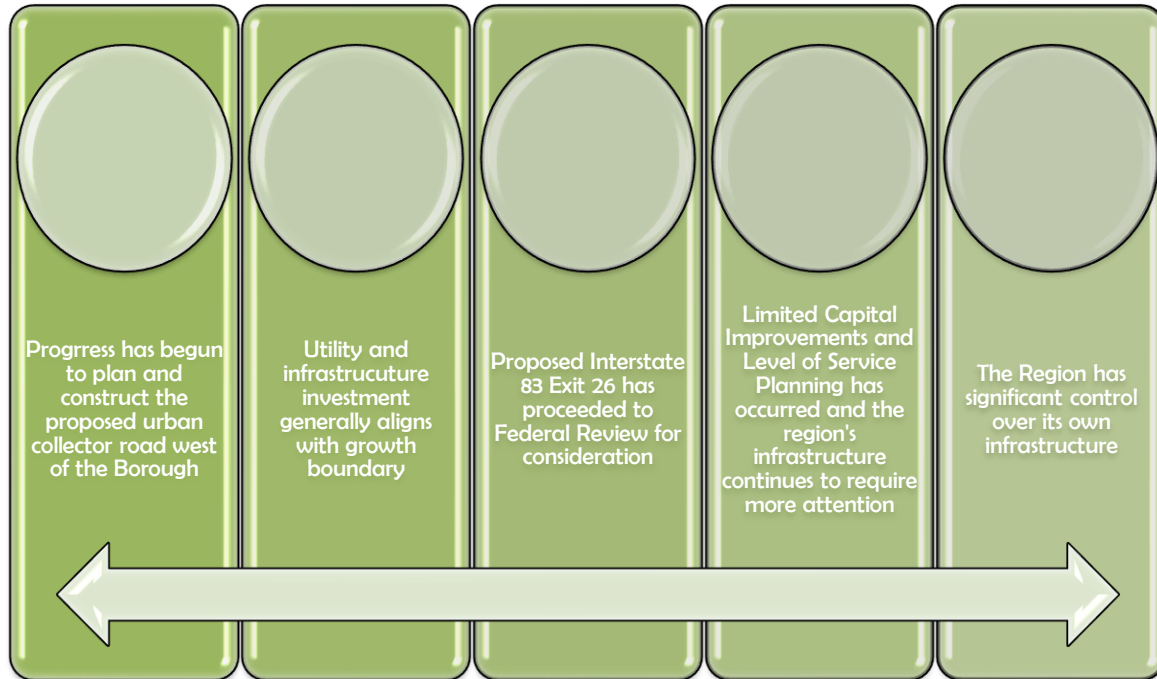 Progrress has begun
to plan and
construct the
proposed urban
collector road west
of the Borough
Utility and
infrastrucuture
investment
generally aligns
with growth
boundary
Proposed Interstate
83 Exit 26 has
proceeded to
Federal Review for
consideration
Limited Capital
Improvements and
Level of Service
Planning has
occurred and the
region's
infrastructure
continues to require
more attention
The Region has
significant control
over its own
infrastructure